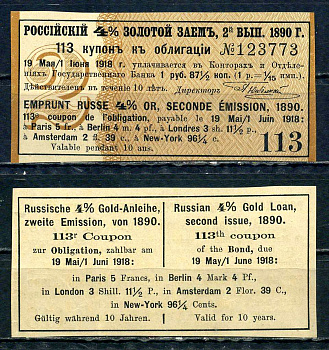 РОССІЙСКІЙ 4% ЗОЛОТОЙ ЗАЕМЪ, 2й ВЫП. 1890 Г.
113 купонъ къ облигаціи № 123773
19 Мая/1 Іюня 1918 г. уплачивается въ Конторахъ и Отдѣле-
ніяхъ Государственнаго Банка 1 руб. 87½ коп. (1 р. = 1/15 имп.)
Дѣйствителенъ въ теченіе 10 лѣтъ. Директоръ
EMPRUNT RUSSE 4% OR, SECONDE ÉMISSION, 1890.
113e coupon de l'obligation, payable le 19 Mai/1 Juin 1918:
à Paris 5 fr., à Berlin 4 m. 4 pf., à Londres 3 sh. 11½ p.,
à Amsterdam 2 fl. 39 c., à New-York 96¼ c.
Valable pendant 10 ans.
113
Russische 4% Gold-Anleihe,
zweite Emission, von 1890.
113r Coupon
zur Obligation, zahlbar am
19 Mai/1 Juni 1918:
Russian 4% Gold Loan,
second issue, 1890.
113th coupon
of the Bond, due
19 May/1 June 1918:
in Paris 5 Francs, in Berlin 4 Mark 4 Pf.,
in London 3 Shill. 11½ P., in Amsterdam 2 Flor. 39 C.,
in New-York 96¼ Cents.
Gültig während 10 Jahren. Valid for 10 years.